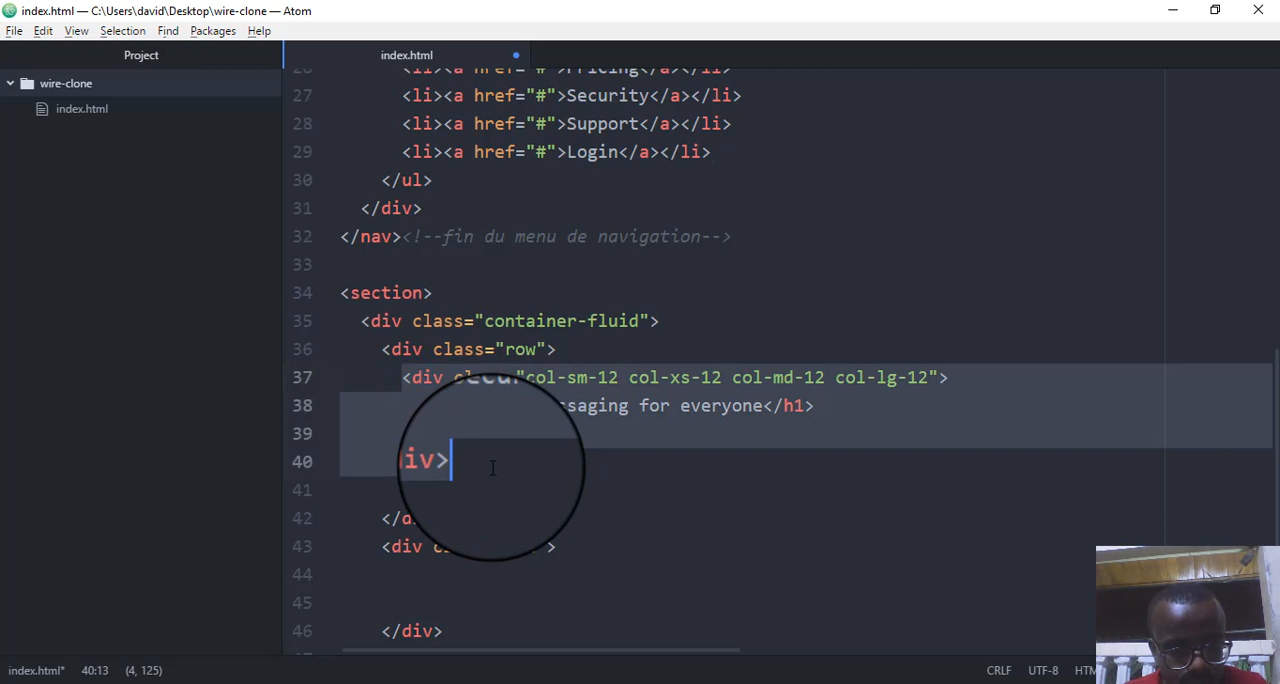 index.html — C:\Users\david\Desktop\wire-clone — Atom
File Edit View Selection Find Packages Help
Project
index.html
wire-clone
index.html
26 <li><a href="#">Pricing</a></li>
27 <li><a href="#">Security</a></li>
28 <li><a href="#">Support</a></li>
29 <li><a href="#">Login</a></li>
30 </ul>
31 </div>
32 </nav><!--fin du menu de navigation-->
33
34 <section>
35 <div class="container-fluid">
36 <div class="row">
37 <div "col-sm-12 col-xs-12 col-md-12 col-lg-12">
38 for everyone</h1>
39
40 iv>
41
42 </
43 <div >
44
45
46 </div>
index.html* 40:13 (4, 125) CRLF UTF-8